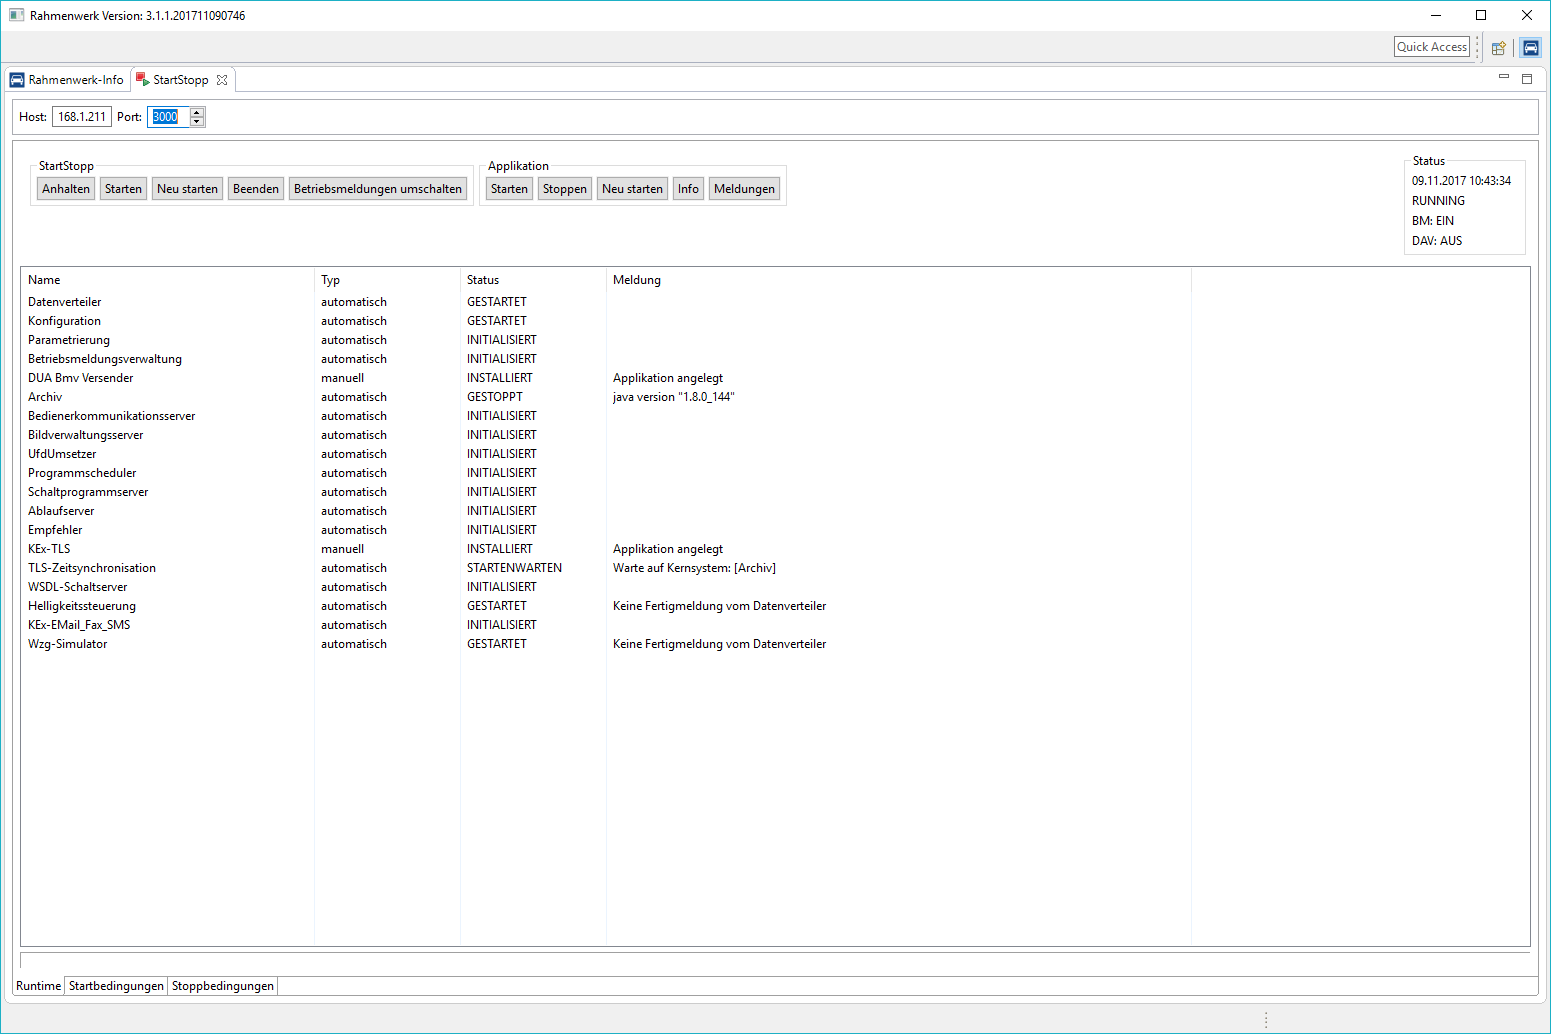 Rahmenwerk Version: 3.1.1.201711090746
Quick Access
Rahmenwerk-Info StartStopp
Host: 168.1.211 Port: 3000
StartStopp
Anhalten Starten Neu starten Beenden Betriebsmeldungen umschalten
Applikation
Starten Stoppen Neu starten Info Meldungen
Status
09.11.2017 10:43:34
RUNNING
BM: EIN
DAV: AUS
Name Typ Status Meldung
Datenverteiler automatisch GESTARTET
Konfiguration automatisch GESTARTET
Parametrierung automatisch INITIALISIERT
Betriebsmeldungsverwaltung automatisch INITIALISIERT
DUA Bmv Versender manuell INSTALLIERT Applikation angelegt
Archiv automatisch GESTOPPT java version "1.8.0_144"
Bedienerkommunikationsserver automatisch INITIALISIERT
Bildverwaltungsserver automatisch INITIALISIERT
UfdUmsetzer automatisch INITIALISIERT
Programmscheduler automatisch INITIALISIERT
Schaltprogrammserver automatisch INITIALISIERT
Ablaufserver automatisch INITIALISIERT
Empfehler automatisch INITIALISIERT
KEx-TLS manuell INSTALLIERT Applikation angelegt
TLS-Zeitsynchronisation automatisch STARTENWARTEN Warte auf Kernsystem: [Archiv]
WSDL-Schaltserver automatisch INITIALISIERT
Helligkeitssteuerung automatisch GESTARTET Keine Fertigmeldung vom Datenverteiler
KEx-EMail_Fax_SMS automatisch INITIALISIERT
Wzg-Simulator automatisch GESTARTET Keine Fertigmeldung vom Datenverteiler
Runtime Startbedingungen Stoppbedingungen